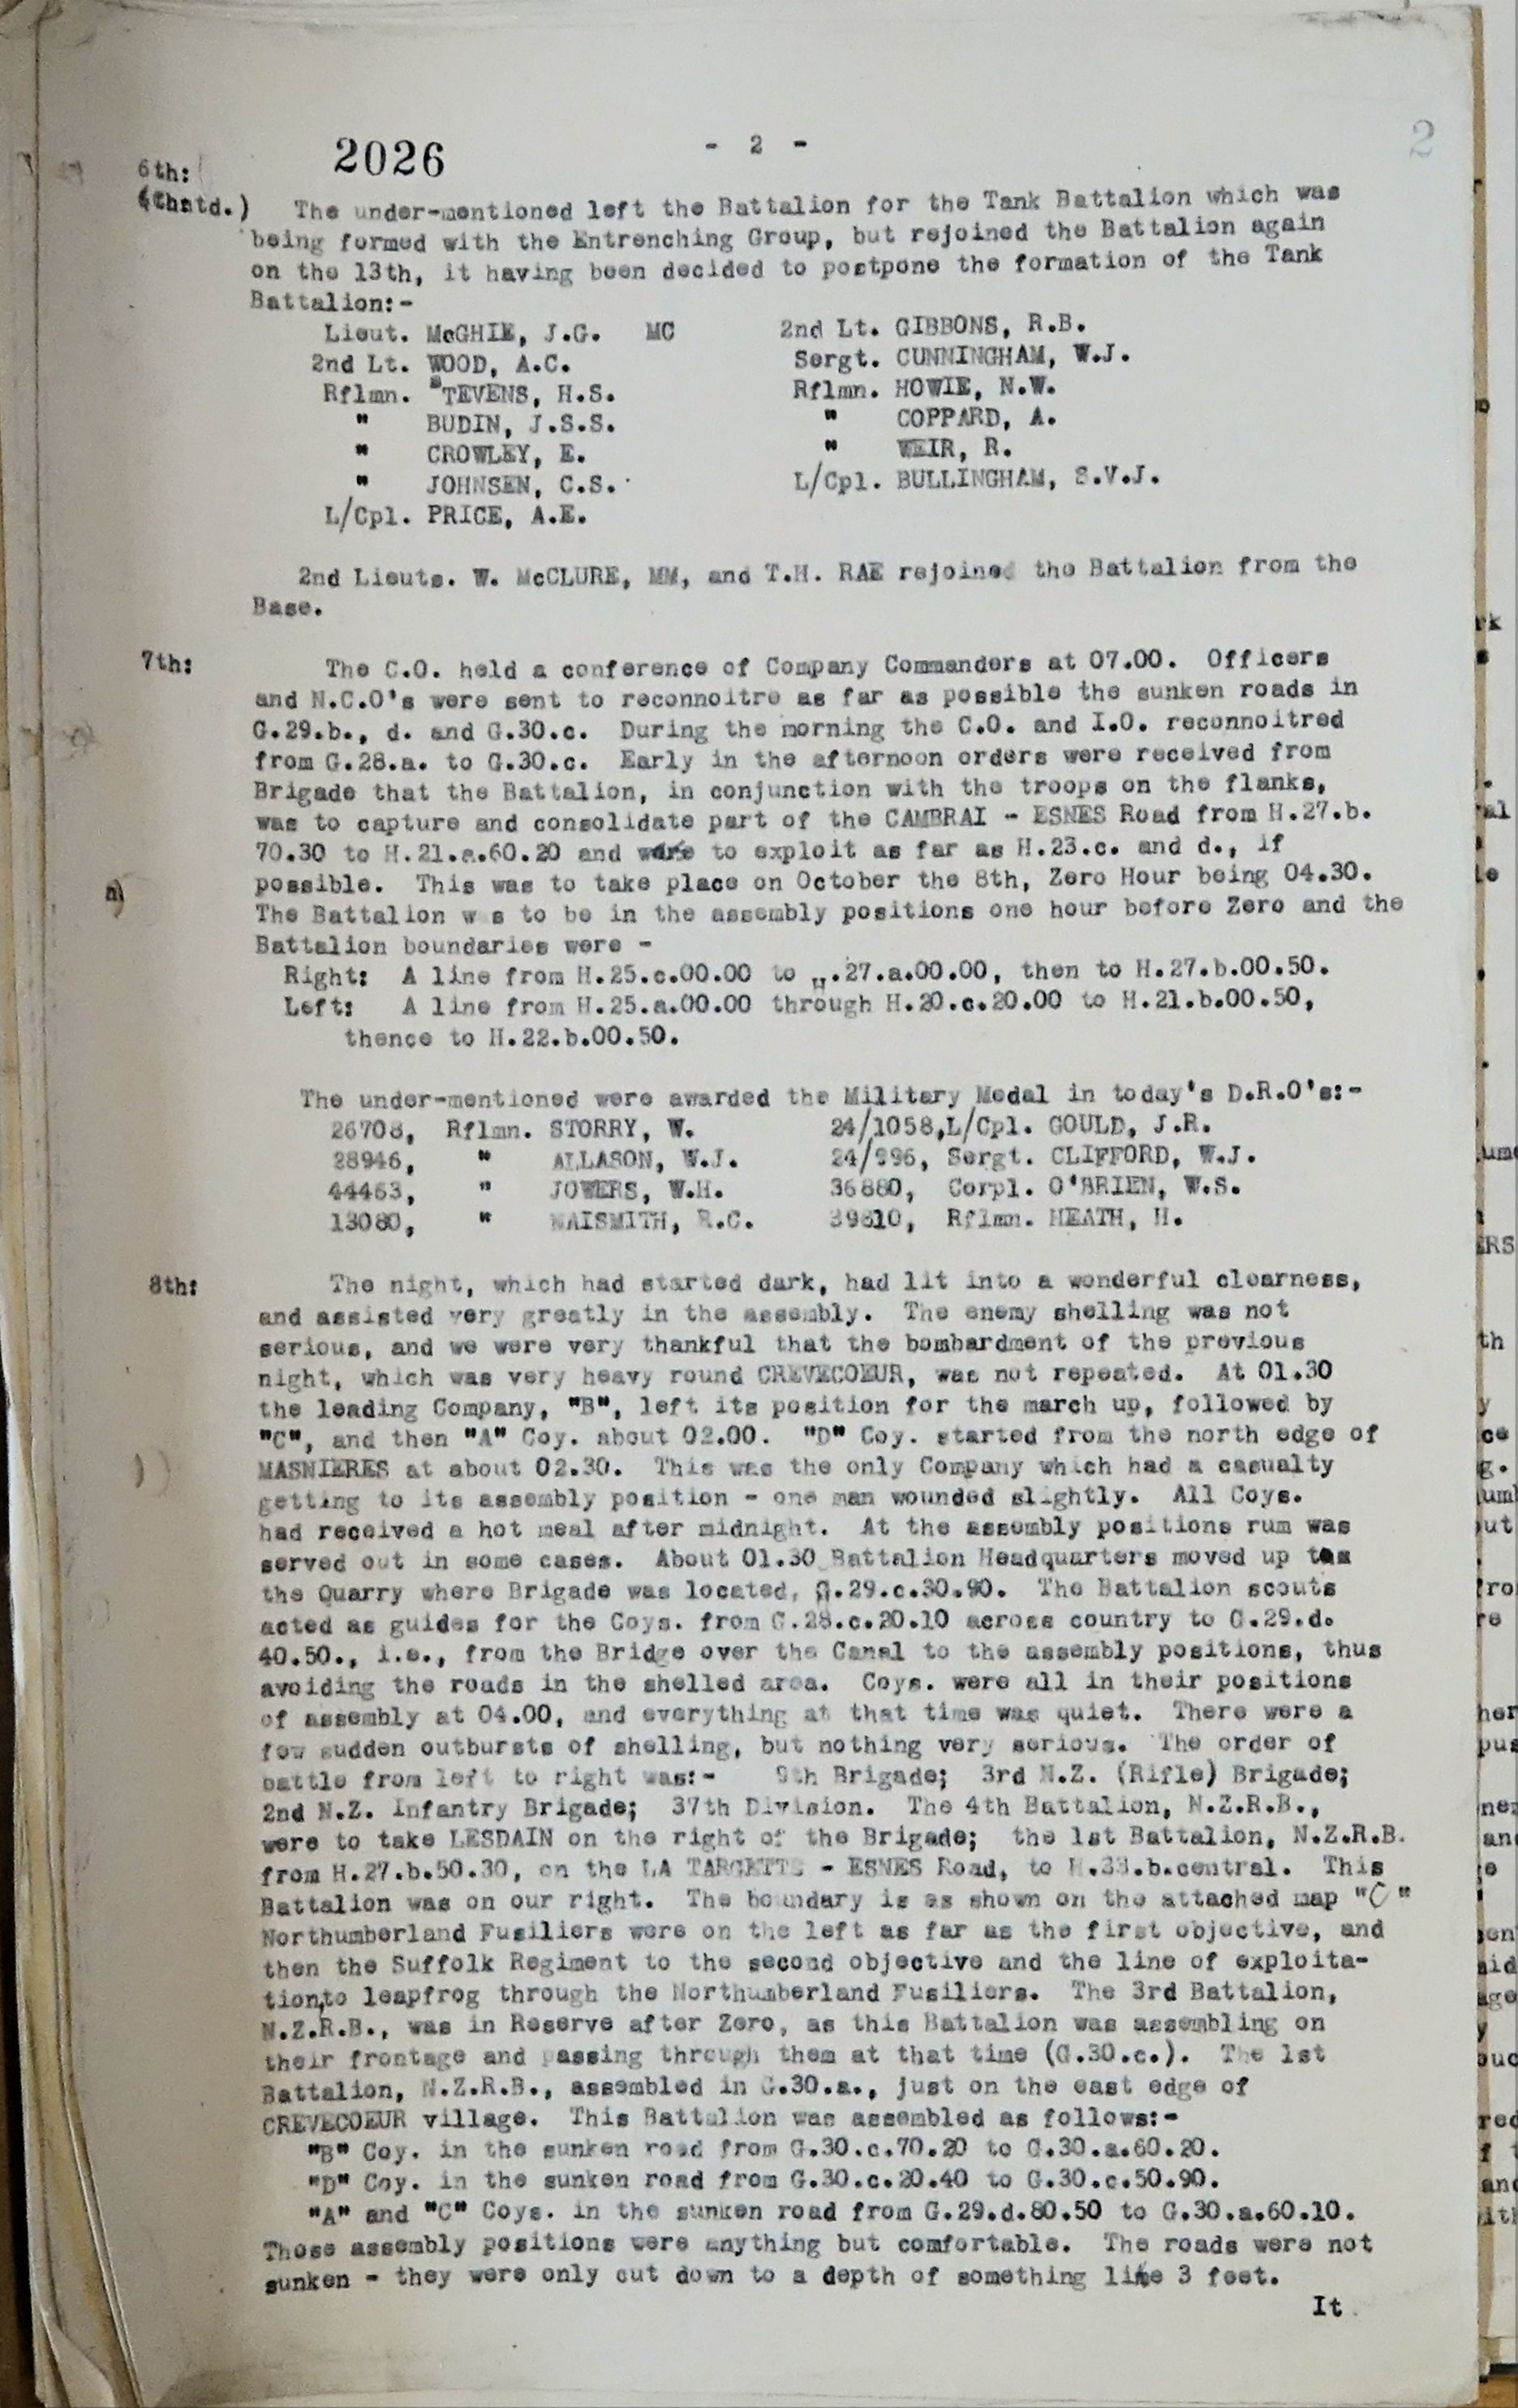 2026
- 2 -
2
6th:
(Contd.) The under-mentioned left the Battalion for the Tank Battalion which was
being formed with the Entrenching Group, but rejoined the Battalion again
on the 13th, it having been decided to postpone the formation of the Tank
Battalion:-
Lieut. McGHIE, J.G. MC 2nd Lt. GIBBONS, R.B.
2nd Lt. WOOD, A.C. Sergt. CUNNINGHAM, W.J.
Rflmn. STEVENS, H.S. Rflmn. HOWIE, N.W.
" BUDIN, J.S.S. " COPPARD, A.
" CROWLEY, E. " WEIR, R.
" JOHNSEN, C.S. L/Cpl. BULLINGHAM, S.V.J.
L/Cpl. PRICE, A.E.
2nd Lieuts. W. McCLURE, MM, and T.H. RAE rejoined the Battalion from the
Base.
7th: The C.O. held a conference of Company Commanders at 07.00. Officers
and N.C.O's were sent to reconnoitre as far as possible the sunken roads in
G.29.b., d. and G.30.c. During the morning the C.O. and I.O. reconnoitred
from G.28.a. to G.30.c. Early in the afternoon orders were received from
Brigade that the Battalion, in conjunction with the troops on the flanks,
was to capture and consolidate part of the CAMBRAI - ESNES Road from H.27.b.
70.30 to H.21.a.60.20 and were to exploit as far as H.23.c. and d., if
possible. This was to take place on October the 8th, Zero Hour being 04.30.
The Battalion w s to be in the assembly positions one hour before Zero and the
Battalion boundaries were -
Right: A line from H.25.c.00.00 to H.27.a.00.00, then to H.27.b.00.50.
Left: A line from H.25.a.00.00 through H.20.c.20.00 to H.21.b.00.50,
thence to H.22.b.00.50.
The under-mentioned were awarded the Military Medal in today's D.R.O's:-
26708, Rflmn. STORRY, W. 24/1058,L/Cpl. GOULD, J.R.
28946, " ALLASON, W.J. 24/996, Sergt. CLIFFORD, W.J.
44463, " JOWERS, W.H. 36880, Corpl. O'BRIEN, W.S.
13080, " NAISMITH, R.C. 39810, Rflmn. HEATH, H.
8th: The night, which had started dark, had lit into a wonderful clearness,
and assisted very greatly in the assembly. The enemy shelling was not
serious, and we were very thankful that the bombardment of the previous
night, which was very heavy round CREVECOEUR, was not repeated. At 01.30
the leading Company, "B", left its position for the march up, followed by
"C", and then "A" Coy. about 02.00. "D" Coy. started from the north edge of
MASNIERES at about 02.30. This was the only Company which had a casualty
getting to its assembly position - one man wounded slightly. All Coys.
had received a hot meal after midnight. At the assembly positions rum was
served out in some cases. About 01.30 Battalion Headquarters moved up to
the Quarry where Brigade was located, G.29.c.30.90. The Battalion scouts
acted as guides for the Coys. from G.28.c.20.10 across country to G.29.d.
40.50., i.e., from the Bridge over the Canal to the assembly positions, thus
avoiding the roads in the shelled area. Coys. were all in their positions
of assembly at 04.00, and everything at that time was quiet. There were a
few sudden outbursts of shelling, but nothing very serious. The order of
battle from left to right was:- 9th Brigade; 3rd N.Z. (Rifle) Brigade;
2nd N.Z. Infantry Brigade; 37th Division. The 4th Battalion, N.Z.R.B.,
were to take LESDAIN on the right of the Brigade; the 1st Battalion, N.Z.R.B.
from H.27.b.50.30, on the LA TARGETTE - ESNES Road, to H.33.b.central. This
Battalion was on our right. The boundary is as shown on the attached map "C"
Northumberland Fusiliers were on the left as far as the first objective, and
then the Suffolk Regiment to the second objective and the line of exploita-
tion,to leapfrog through the Northumberland Fusiliers. The 3rd Battalion,
N.Z.R.B., was in Reserve after Zero, as this Battalion was assembling on
their frontage and passing through them at that time (G.30.c.). The 1st
Battalion, N.Z.R.B., assembled in G.30.a., just on the east edge of
CREVECOEUR village. This Battalion was assembled as follows:-
"B" Coy. in the sunken road from G.30.c.70.20 to G.30.a.60.20.
"D" Coy. in the sunken road from G.30.c.20.40 to G.30.c.50.90.
"A" and "C" Coys. in the sunken road from G.29.d.80.50 to G.30.a.60.10.
Those assembly positions were anything but comfortable. The roads were not
sunken - they were only cut down to a depth of something like 3 feet.
It